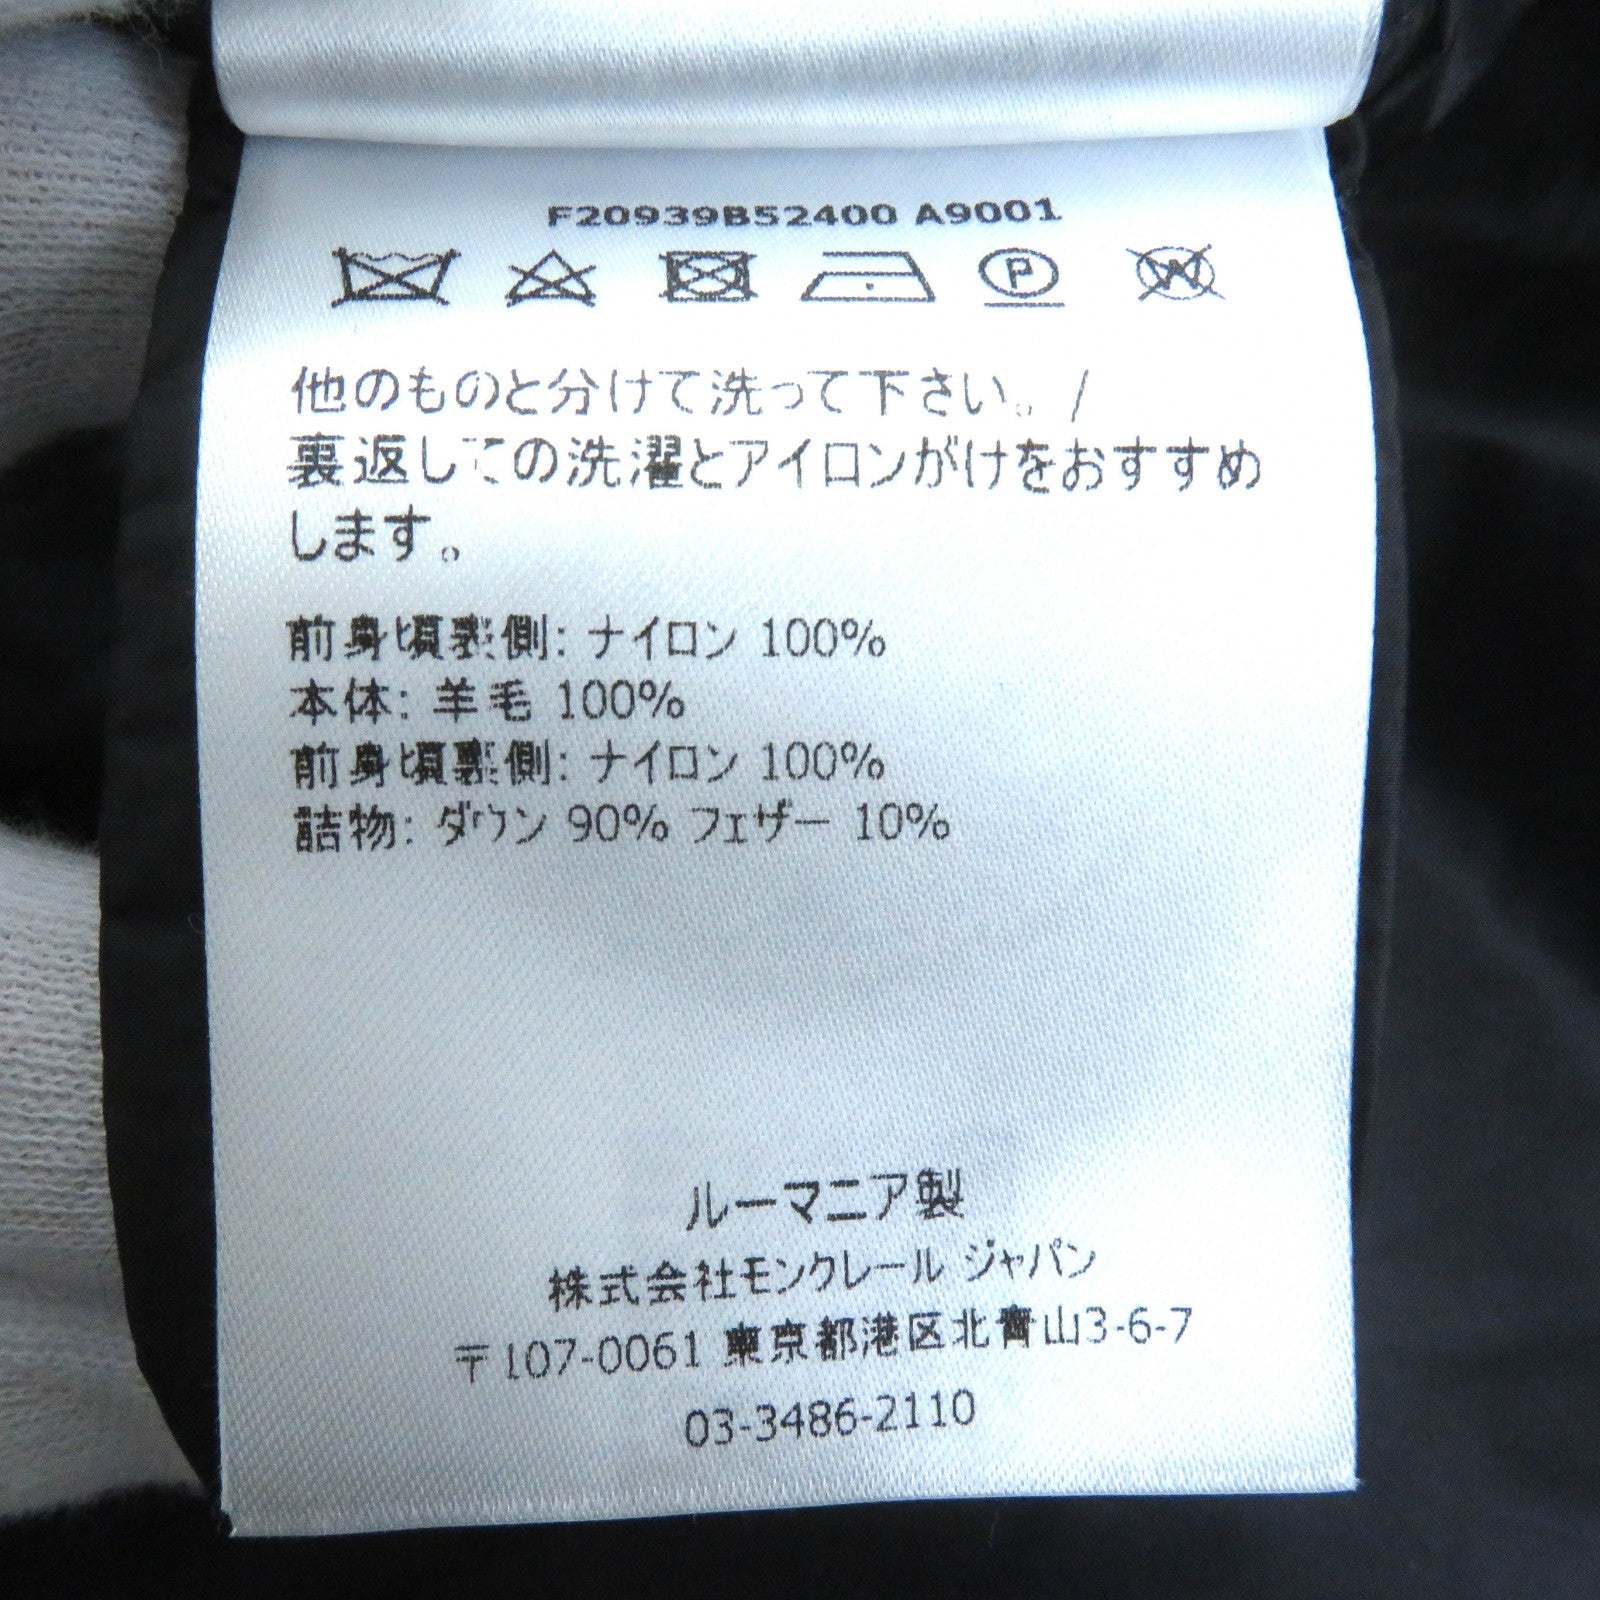 F20939B52400 A9001
P W
他のものと分けて洗って下さい。/
裏返しての洗濯とアイロンがけをおすすめ
します。
前身頃裏側: ナイロン 100%
本体: 羊毛 100%
前身頃裏側: ナイロン 100%
詰物: ダウン 90% フェザー 10%
ルーマニア製
株式会社モンクレール ジャパン
〒107-0061 東京都港区北青山3-6-7
03-3486-2110